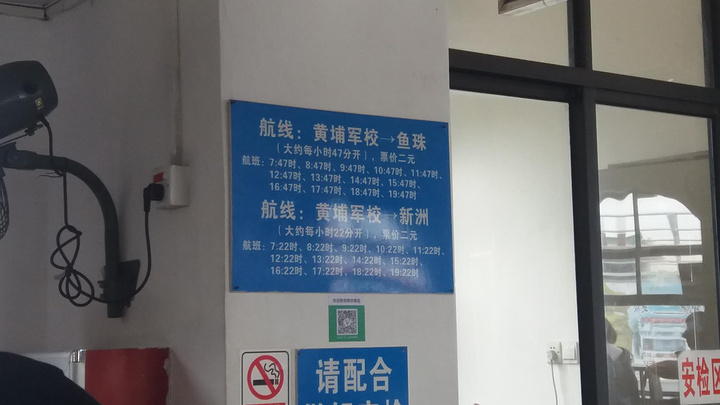 航线：黄埔军校→鱼珠
（大约每小时47分开），票价二元
航班：7:47时、8:47时、9:47时、10:47时、11:47时、
12:47时、13:47时、14:47时、15:47时、
16:47时、17:47时、18:47时、19:47时
航线：黄埔军校→新洲
（大约每小时22分开），票价二元
航班：7:22时、8:22时、9:22时、10:22时、11:22时、
12:22时、13:22时、14:22时、15:22时、
16:22时、17:22时、18:22时、19:22时
请配合
安检区